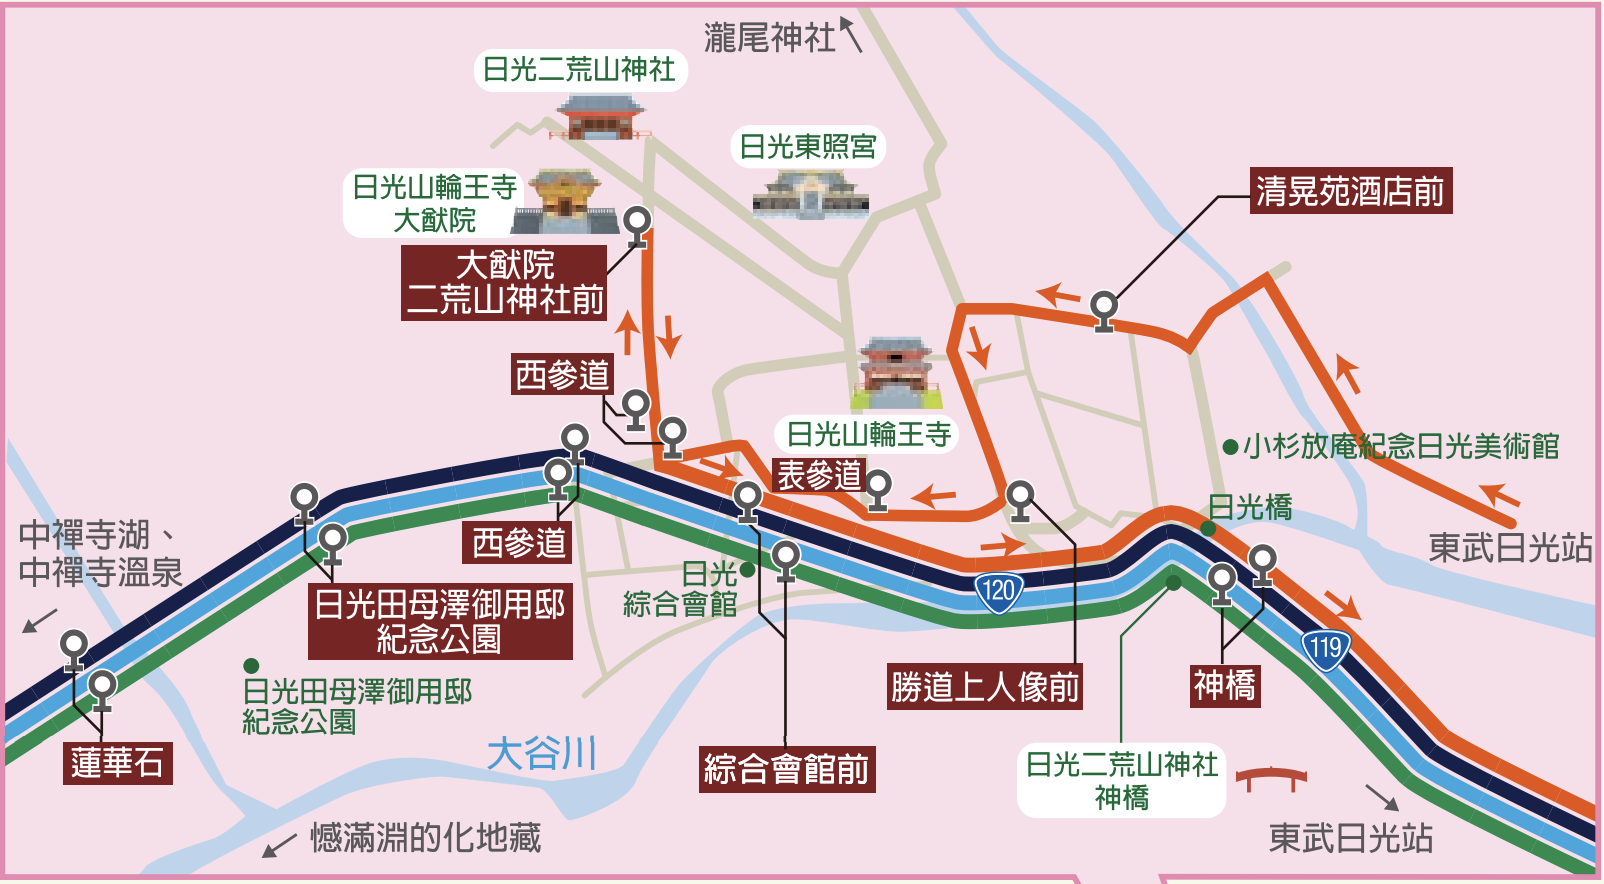 瀧尾神社
日光二荒山神社
日光東照宮
日光山輪王寺
大猷院
清晃苑酒店前
大猷院
二荒山神社前
西參道
日光山輪王寺
小杉放庵紀念日光美術館
表參道
日光橋
中禪寺湖、
中禪寺溫泉
西參道
東武日光站
日光
綜合會館
120
日光田母澤御用邸
紀念公園
119
勝道上人像前
神橋
日光田母澤御用邸
紀念公園
蓮華石
大谷川
綜合會館前
日光二荒山神社
神橋
憾滿淵的化地藏
東武日光站